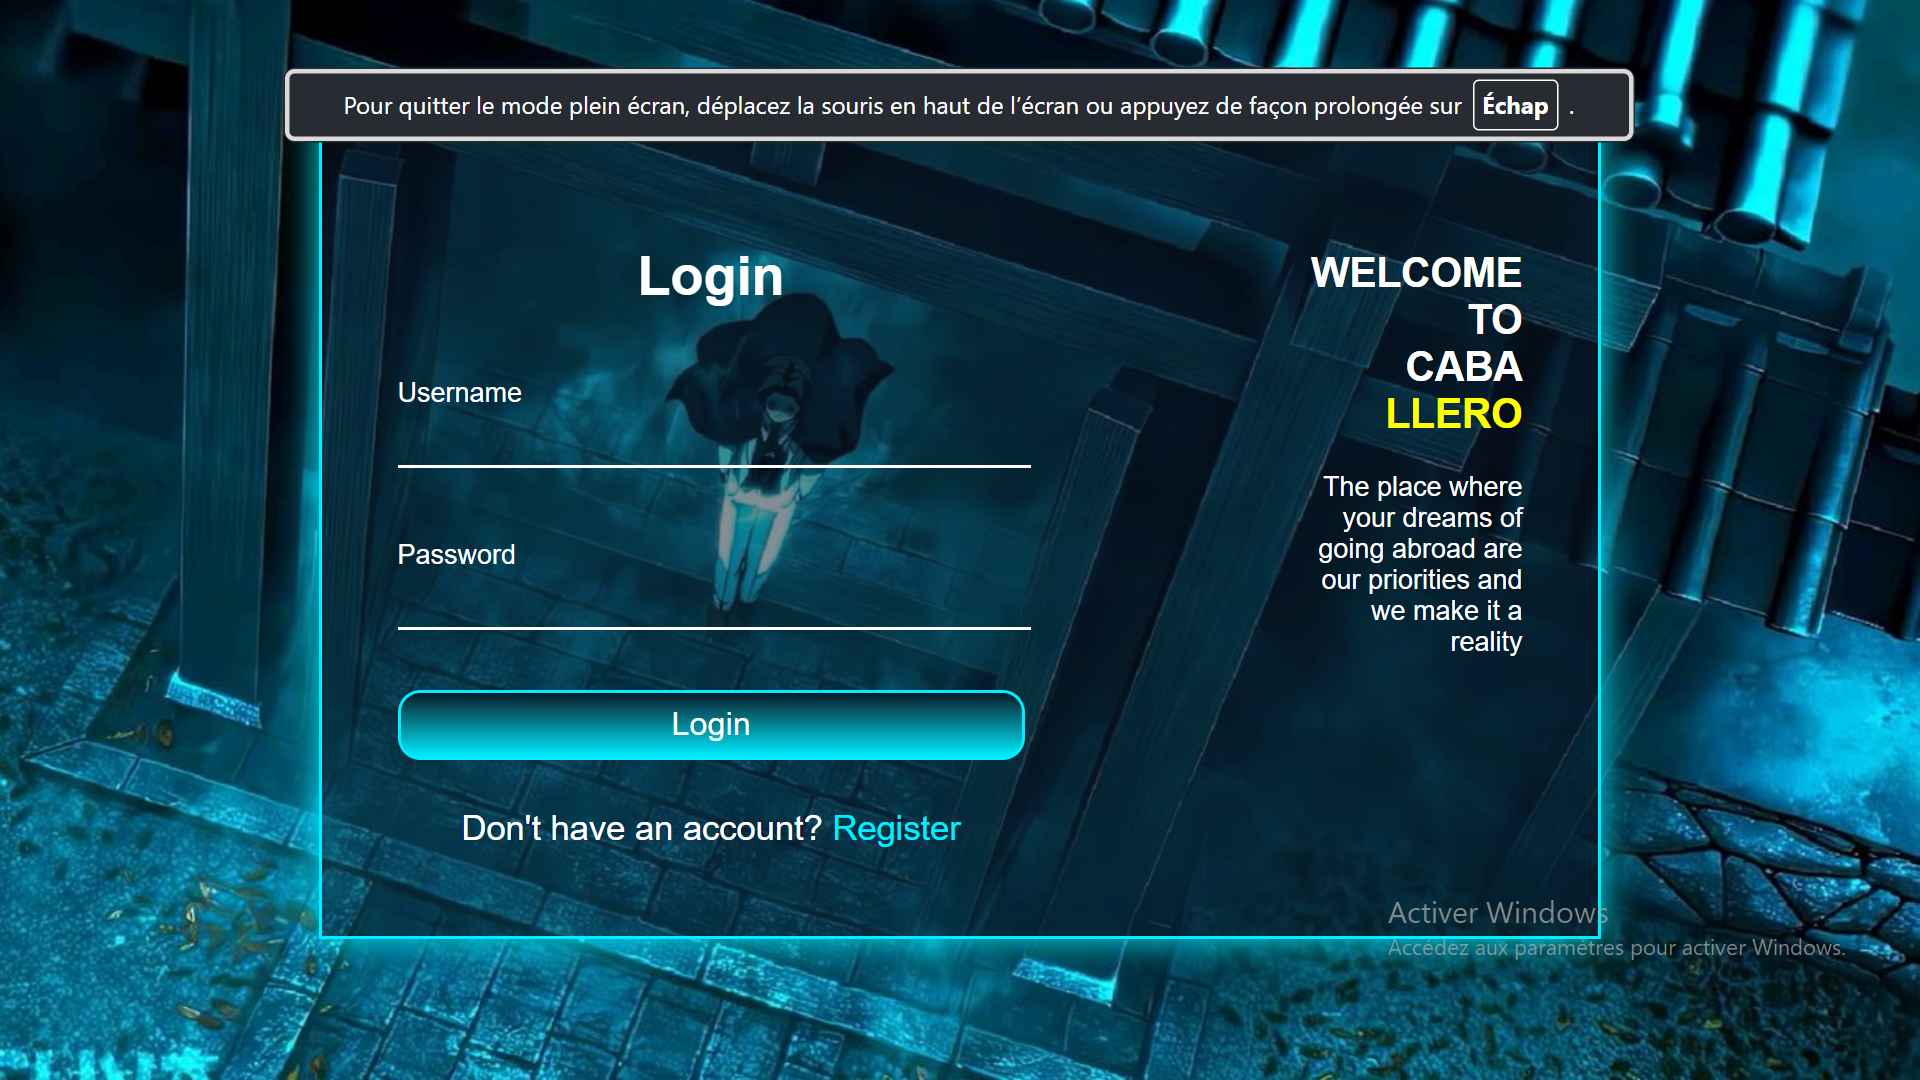 Pour quitter le mode plein écran, déplacez la souris en haut de l’écran ou appuyez de façon prolongée sur Échap .
Login
Username
Password
Login
Don't have an account? Register
WELCOME
TO
CABA
LLERO
The place where
your dreams of
going abroad are
our priorities and
we make it a
reality
Activer Windows
Accédez aux paramètres pour activer Windows.